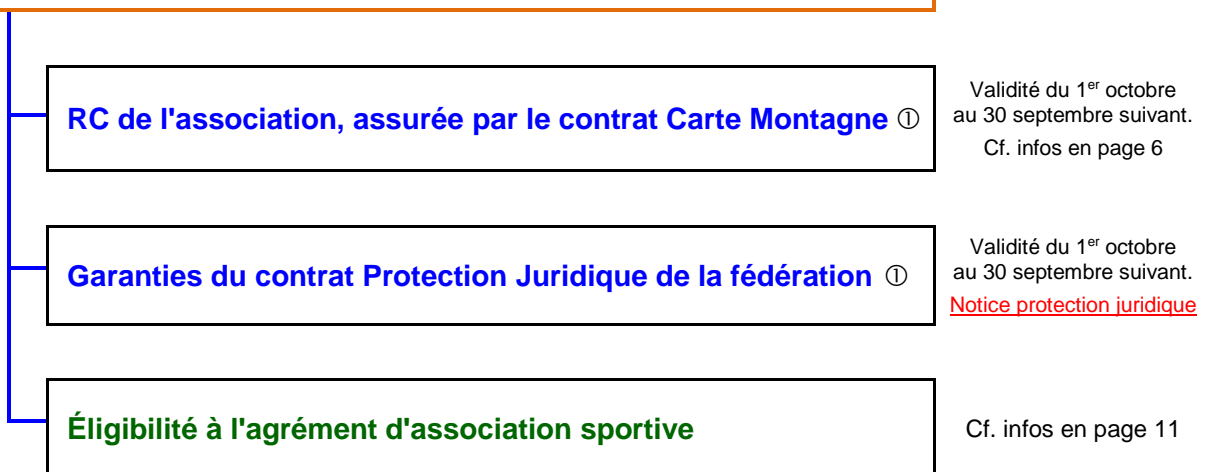 RC de l'association, assurée par le contrat Carte Montagne ①
Validité du 1er octobre
au 30 septembre suivant.
Cf. infos en page 6
Garanties du contrat Protection Juridique de la fédération ①
Validité du 1er octobre
au 30 septembre suivant.
Notice protection juridique
Éligibilité à l'agrément d'association sportive
Cf. infos en page 11